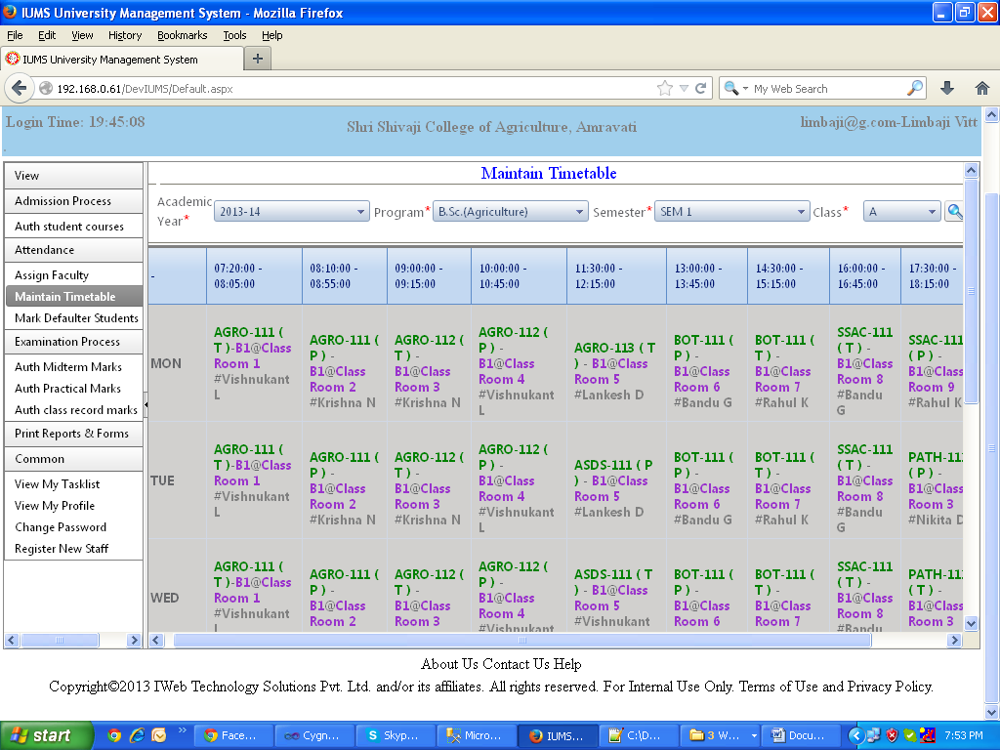 IUMS University Management System - Mozilla Firefox
File Edit View History Bookmarks Tools Help
IUMS University Management System
192.168.0.61/DevIUMS/Default.aspx
My Web Search
Login Time: 19:45:08
Shri Shivaji College of Agriculture, Amravati
limbaji@g.com-Limbaji Vitt
View
Admission Process
Auth student courses
Attendance
Assign Faculty
Maintain Timetable
Mark Defaulter Students
Examination Process
Auth Midterm Marks
Auth Practical Marks
Auth class record marks
Print Reports & Forms
Common
View My Tasklist
View My Profile
Change Password
Register New Staff
Maintain Timetable
Academic Year* 2013-14 Program* B.Sc.(Agriculture) Semester* SEM 1 Class* A
- 07:20:00 - 08:05:00 08:10:00 - 08:55:00 09:00:00 - 09:15:00 10:00:00 - 10:45:00 11:30:00 - 12:15:00 13:00:00 - 13:45:00 14:30:00 - 15:15:00 16:00:00 - 16:45:00 17:30:00 - 18:15:00
MON
AGRO-111 ( T )-B1@Class Room 1 #Vishnukant L
AGRO-111 ( P ) - B1@Class Room 2 #Krishna N
AGRO-112 ( T ) - B1@Class Room 3 #Krishna N
AGRO-112 ( P ) - B1@Class Room 4 #Vishnukant L
AGRO-113 ( T ) - B1@Class Room 5 #Lankesh D
BOT-111 ( P ) - B1@Class Room 6 #Bandu G
BOT-111 ( T ) - B1@Class Room 7 #Rahul K
SSAC-111 ( T ) - B1@Class Room 8 #Bandu G
SSAC-111 ( P ) - B1@Class Room 9 #Rahul K
TUE
AGRO-111 ( T )-B1@Class Room 1 #Vishnukant L
AGRO-111 ( P ) - B1@Class Room 2 #Krishna N
AGRO-112 ( T ) - B1@Class Room 3 #Krishna N
AGRO-112 ( P ) - B1@Class Room 4 #Vishnukant L
ASDS-111 ( P ) - B1@Class Room 5 #Lankesh D
BOT-111 ( P ) - B1@Class Room 6 #Bandu G
BOT-111 ( T ) - B1@Class Room 7 #Rahul K
SSAC-111 ( T ) - B1@Class Room 8 #Bandu G
PATH-11 ( P ) - B1@Class Room 3 #Nikita D
WED
AGRO-111 ( T )-B1@Class Room 1 #Vishnukant
AGRO-111 ( P ) - B1@Class Room 2
AGRO-112 ( T ) - B1@Class Room 3
AGRO-112 ( P ) - B1@Class Room 4 #Vishnukant
ASDS-111 ( T ) - B1@Class Room 5 #Vishnukant
BOT-111 ( P ) - B1@Class Room 6
BOT-111 ( T ) - B1@Class Room 7
SSAC-111 ( T ) - B1@Class Room 8 #Bandu
PATH-11 ( T ) - B1@Class Room 3
About Us Contact Us Help
Copyright©2013 IWeb Technology Solutions Pvt. Ltd. and/or its affiliates. All rights reserved. For Internal Use Only. Terms of Use and Privacy Policy.
start Face... Cygn... Skyp... Micro... IUMS... C:\D... 3 W... Docu... 7:53 PM